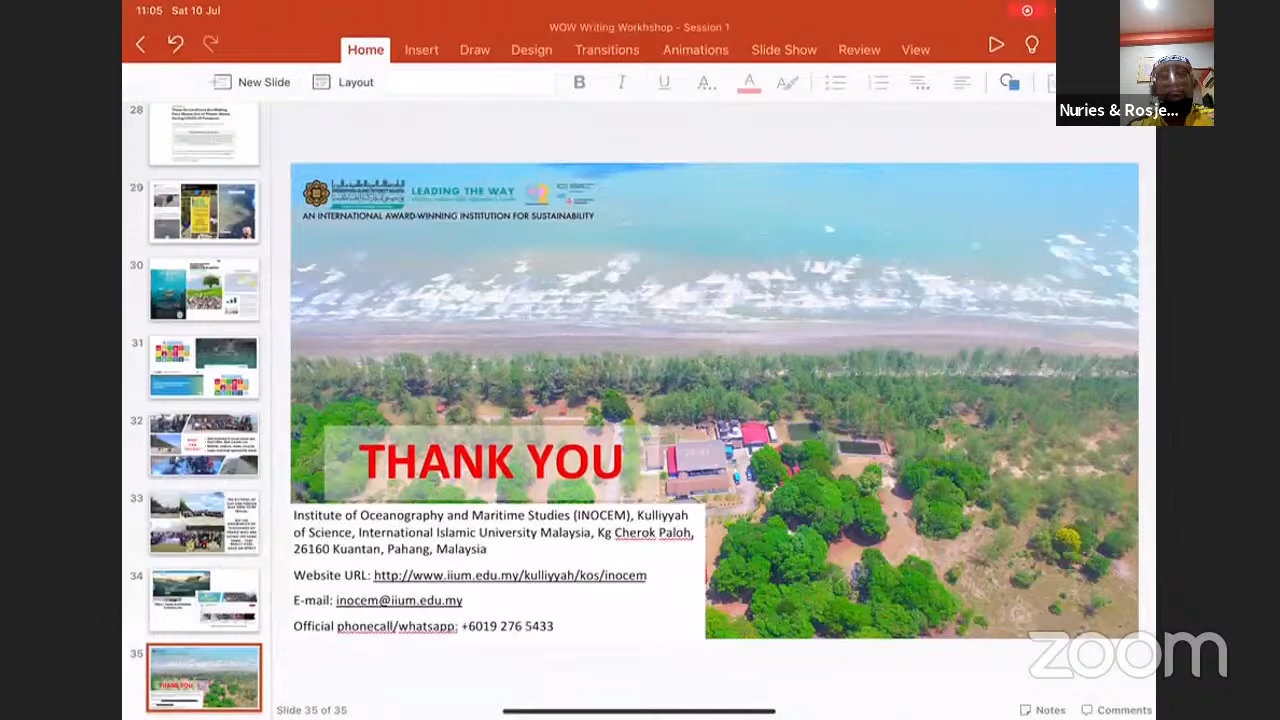 11:05 Sat 10 Jul
WOW Writing Workhshop - Session 1
Home Insert Draw Design Transitions Animations Slide Show Review View
New Slide Layout B I U A A
Nuries & Rosje...
28
29
30
31
32
33
34
35
LEADING THE WAY
AN INTERNATIONAL AWARD-WINNING INSTITUTION FOR SUSTAINABILITY
THANK YOU
Institute of Oceanography and Maritime Studies (INOCEM), Kulliyyah
of Science, International Islamic University Malaysia, Kg Cherok Paloh,
26160 Kuantan, Pahang, Malaysia
Website URL: http://www.iium.edu.my/kulliyyah/kos/inocem
E-mail: inocem@iium.edu.my
Official phonecall/whatsapp: +6019 276 5433
THANK YOU
zoom
Slide 35 of 35
Notes Comments